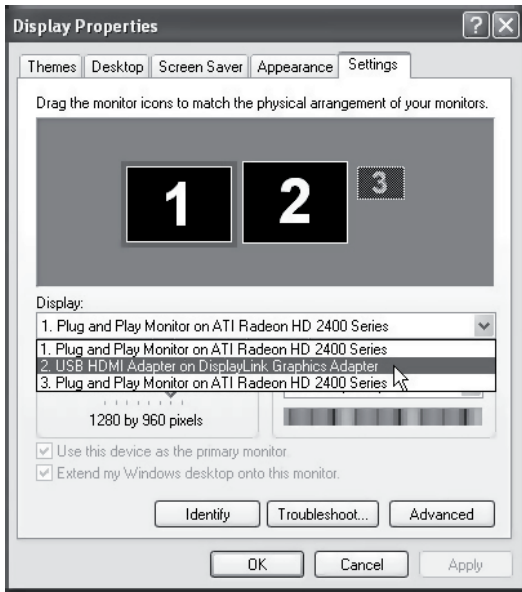 Display Properties
Themes Desktop Screen Saver Appearance Settings
Drag the monitor icons to match the physical arrangement of your monitors.
1 2 3
Display:
1. Plug and Play Monitor on ATI Radeon HD 2400 Series
1. Plug and Play Monitor on ATI Radeon HD 2400 Series
2. USB HDMI Adapter on DisplayLink Graphics Adapter
3. Plug and Play Monitor on ATI Radeon HD 2400 Series
1280 by 960 pixels
Use this device as the primary monitor.
Extend my Windows desktop onto this monitor.
Identify Troubleshoot... Advanced
OK Cancel Apply